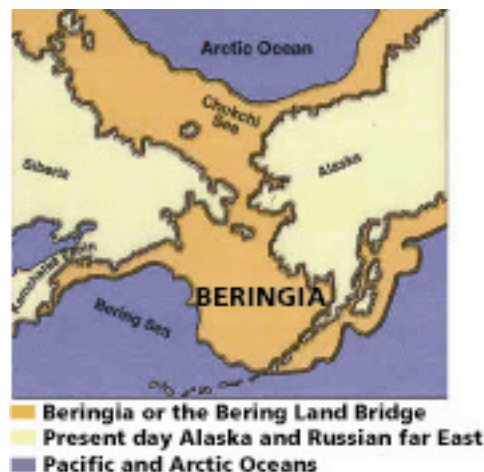 Arctic Ocean
Chukchi
Sea
Siberia
Alaska
BERINGIA
Bering Sea
Beringia or the Bering Land Bridge
Present day Alaska and Russian far East
Pacific and Arctic Oceans